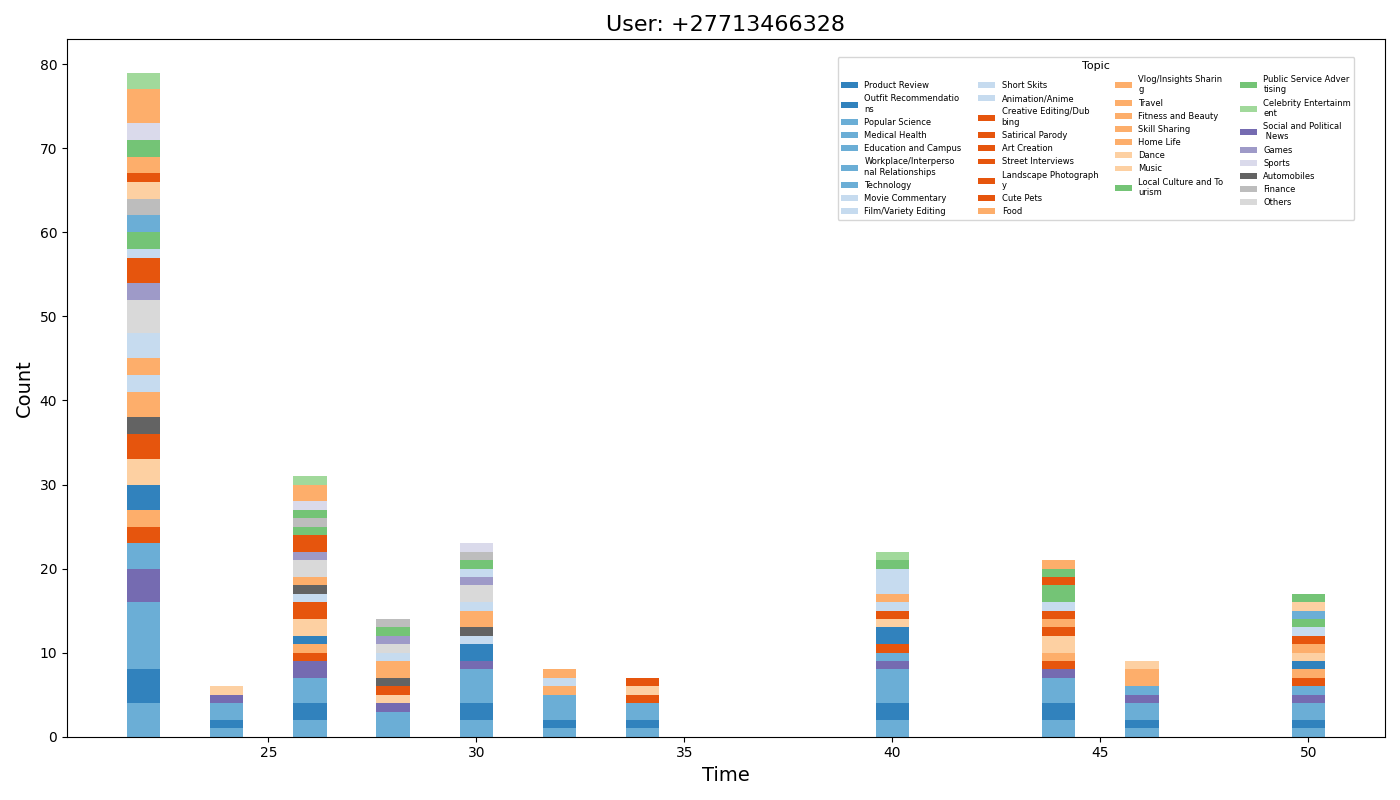 User: +27713466328
Topic
Product Review
Outfit Recommendatio
ns
Popular Science
Medical Health
Education and Campus
Workplace/Interperso
nal Relationships
Technology
Movie Commentary
Film/Variety Editing
Short Skits
Animation/Anime
Creative Editing/Dub
bing
Satirical Parody
Art Creation
Street Interviews
Landscape Photograph
y
Cute Pets
Food
Vlog/Insights Sharin
g
Travel
Fitness and Beauty
Skill Sharing
Home Life
Dance
Music
Local Culture and To
urism
Public Service Adver
tising
Celebrity Entertainm
ent
Social and Political
News
Games
Sports
Automobiles
Finance
Others
Count
80
70
60
50
40
30
20
10
0
25
30
35
40
45
50
Time